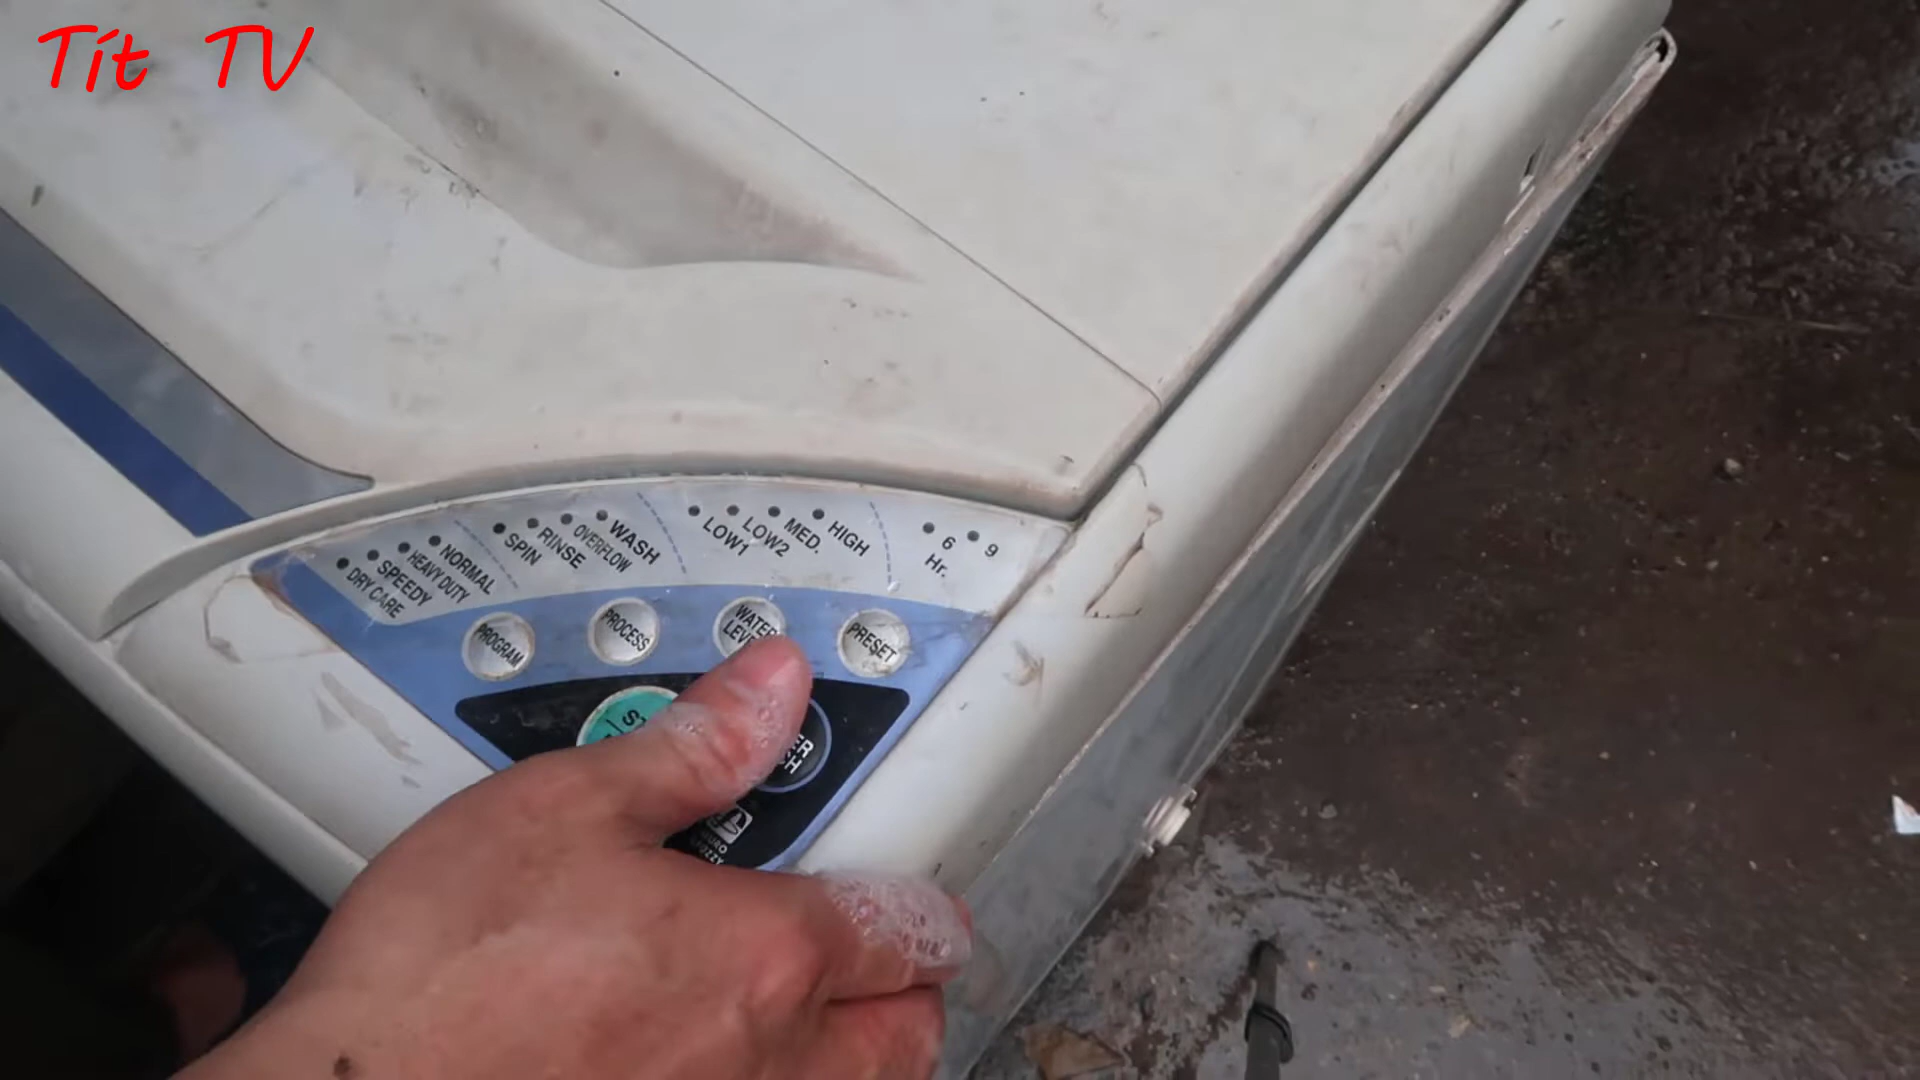 Tít TV
NORMAL
HEAVY DUTY
SPEEDY
DRY CARE
WASH
OVERFLOW
RINSE
SPIN
LOW1
LOW2
MED.
HIGH
6
9
Hr.
PROGRAM
PROCESS
WATER
PRESET